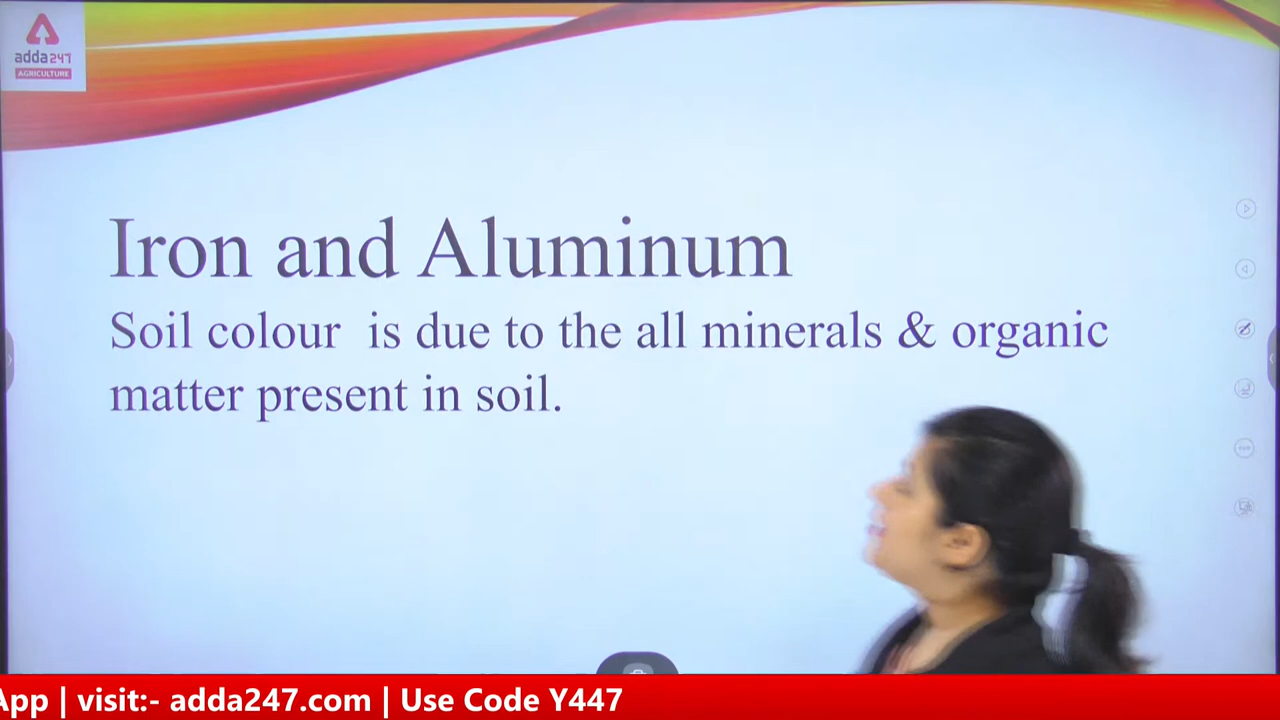 adda247
AGRICULTURE
Iron and Aluminum
Soil colour is due to the all minerals & organic
matter present in soil.
App | visit:- adda247.com | Use Code Y447